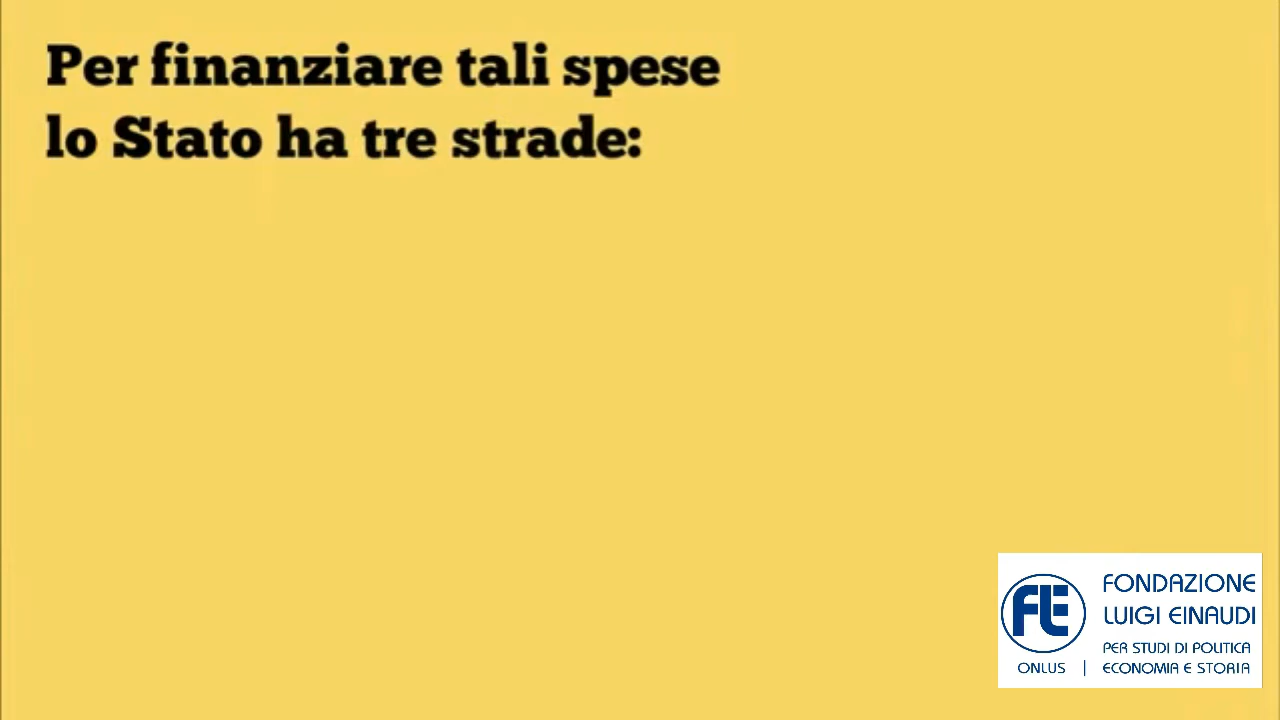 Per finanziare tali spese
lo Stato ha tre strade:
FLE
FONDAZIONE
LUIGI EINAUDI
PER STUDI DI POLITICA
ONLUS | ECONOMIA E STORIA